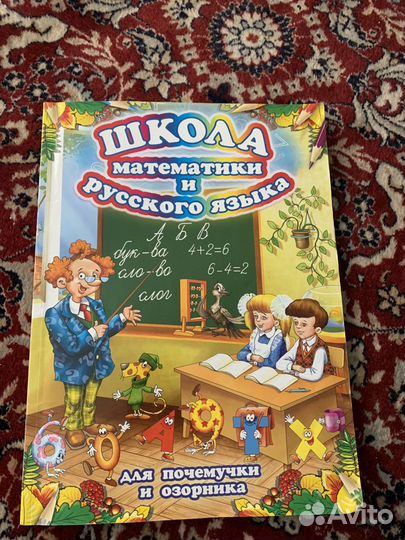 ШКОЛА
математики и
русского языка
А Б В
бук-ва 4+2=6
сло-во 6-4=2
слог
б О А О Т Х
для почемучки
и озорника
Avito